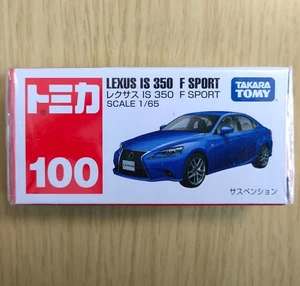 LEXUS IS 350 F SPORT
レクサス IS 350 F SPORT
SCALE 1/65
TAKARA
TOMY
トミカ
100
サスペンション